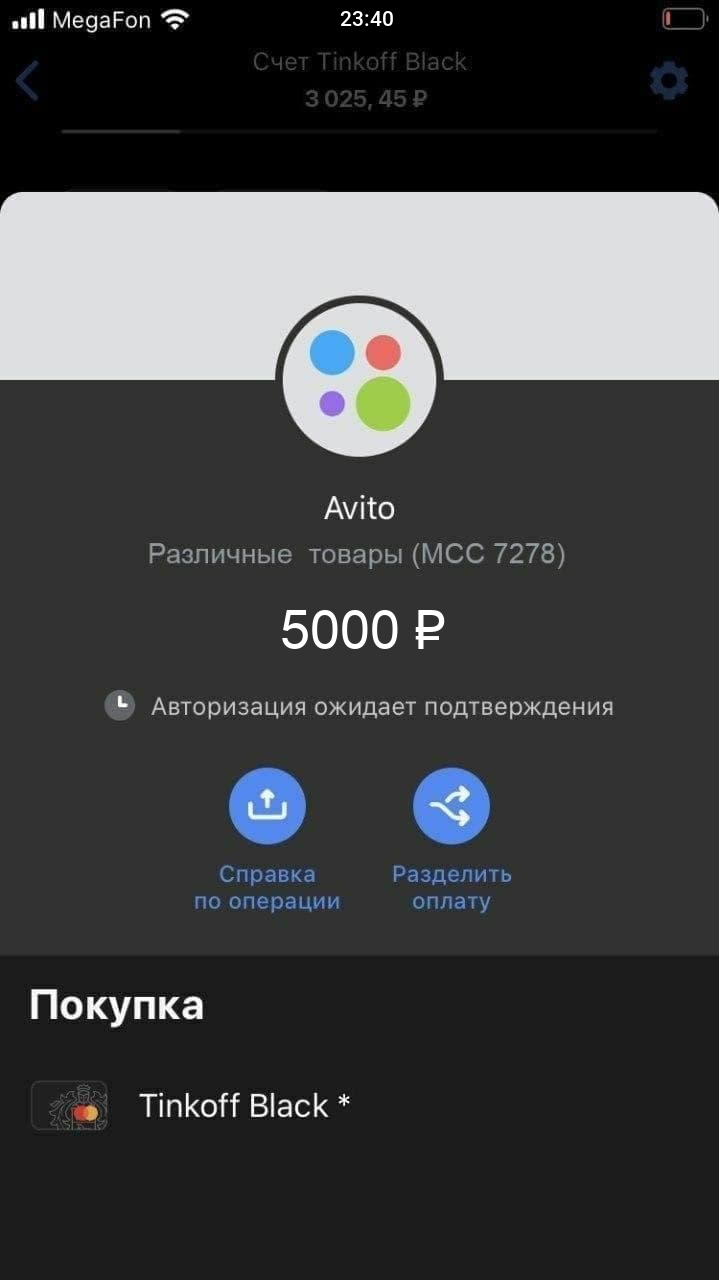 MegaFon 23:40
Счет Tinkoff Black
3 025, 45 ₽
Avito
Различные товары (MCC 7278)
5000 ₽
Авторизация ожидает подтверждения
Справка
по операции
Разделить
оплату
Покупка
Tinkoff Black *